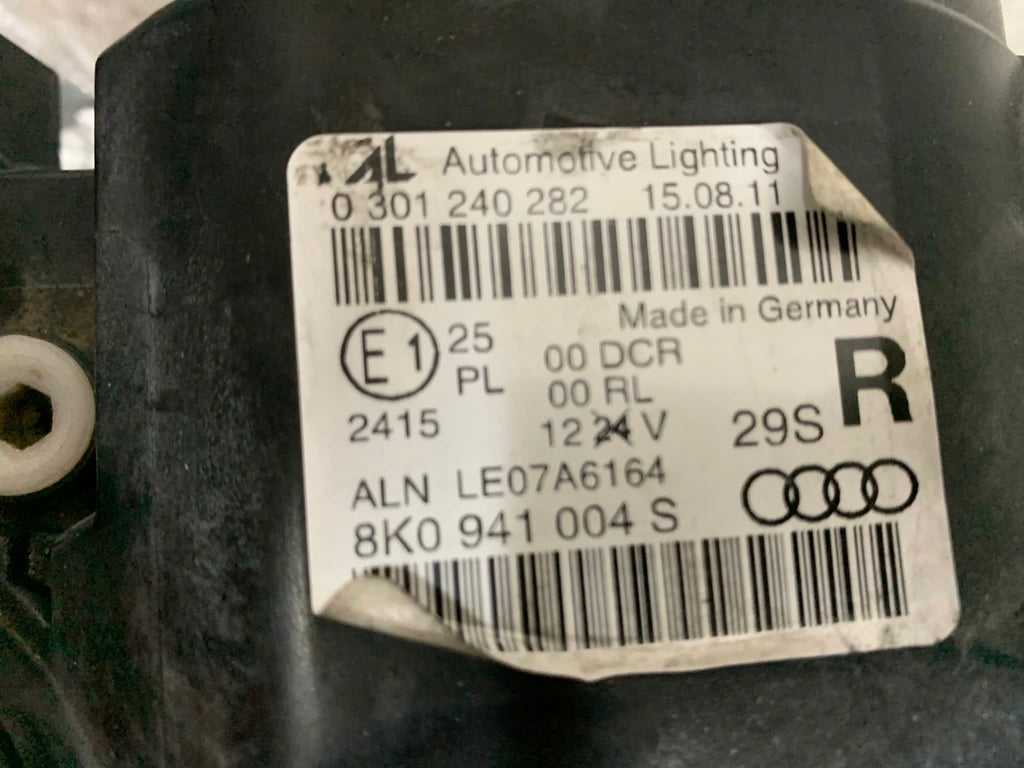 AL Automotive Lighting
0 301 240 282 15.08.11
Made in Germany
E1 25 00 DCR
PL 00 RL
R
2415 12 24 V 29S
ALN LE07A6164
8K0 941 004 S